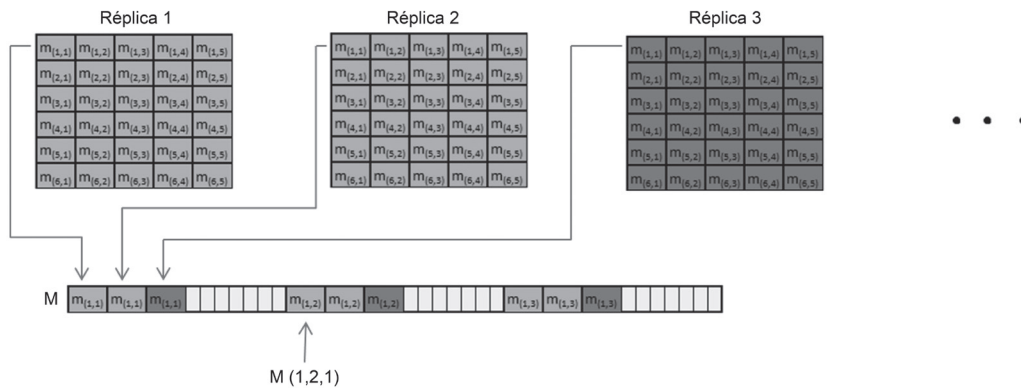 Réplica 1 Réplica 2 Réplica 3
m(1,1) m(1,2) m(1,3) m(1,4) m(1,5) m(1,1) m(1,2) m(1,3) m(1,4) m(1,5) m(1,1) m(1,2) m(1,3) m(1,4) m(1,5)
m(2,1) m(2,2) m(2,3) m(2,4) m(2,5) m(2,1) m(2,2) m(2,3) m(2,4) m(2,5) m(2,1) m(2,2) m(2,3) m(2,4) m(2,5)
m(3,1) m(3,2) m(3,3) m(3,4) m(3,5) m(3,1) m(3,2) m(3,3) m(3,4) m(3,5) m(3,1) m(3,2) m(3,3) m(3,4) m(3,5)
m(4,1) m(4,2) m(4,3) m(4,4) m(4,5) m(4,1) m(4,2) m(4,3) m(4,4) m(4,5) m(4,1) m(4,2) m(4,3) m(4,4) m(4,5)
m(5,1) m(5,2) m(5,3) m(5,4) m(5,5) m(5,1) m(5,2) m(5,3) m(5,4) m(5,5) m(5,1) m(5,2) m(5,3) m(5,4) m(5,5)
m(6,1) m(6,2) m(6,3) m(6,4) m(6,5) m(6,1) m(6,2) m(6,3) m(6,4) m(6,5) m(6,1) m(6,2) m(6,3) m(6,4) m(6,5)
M m(1,1) m(1,1) m(1,1) m(1,2) m(1,2) m(1,2) m(1,3) m(1,3) m(1,3)
M (1,2,1)